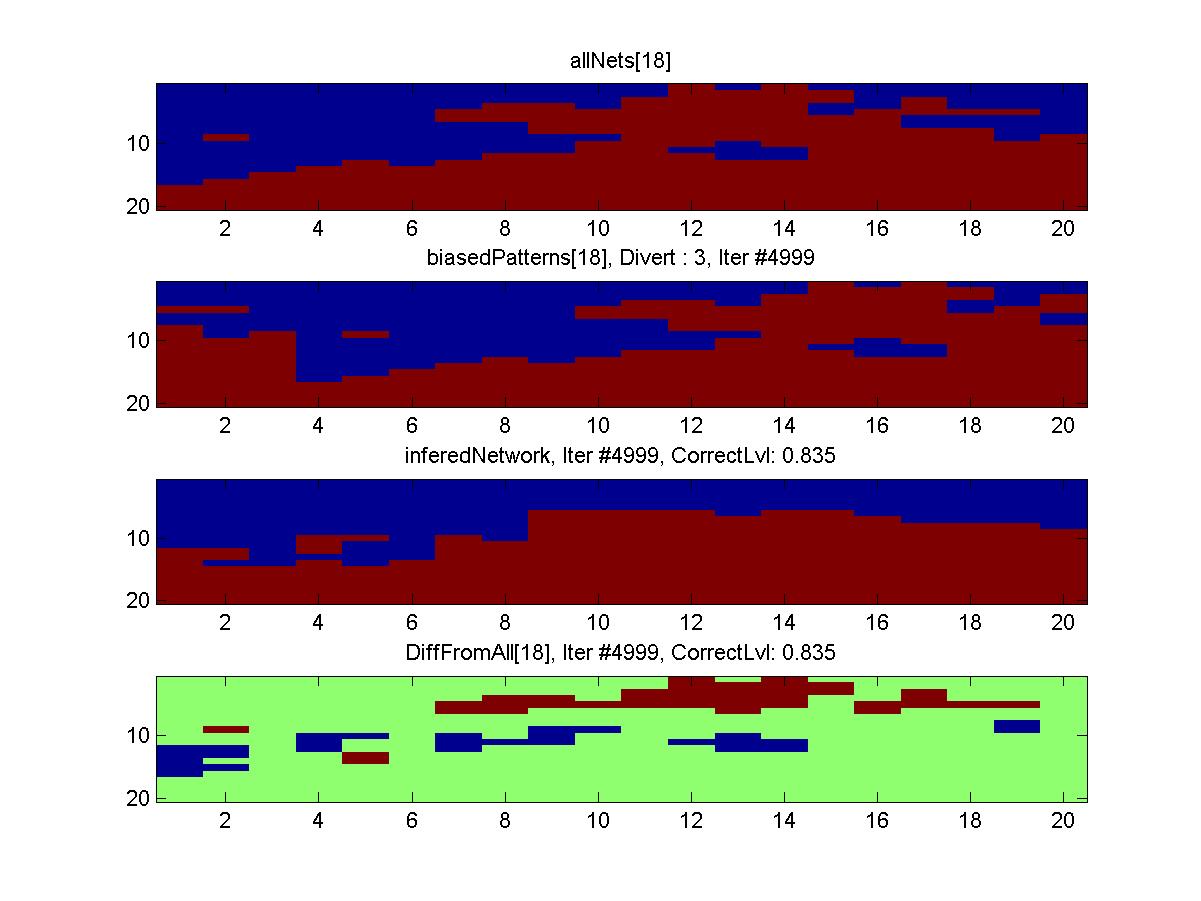 allNets[18]
10
20
2 4 6 8 10 12 14 16 18 20
biasedPatterns[18], Divert : 3, Iter #4999
10
20
2 4 6 8 10 12 14 16 18 20
inferedNetwork, Iter #4999, CorrectLvl: 0.835
10
20
2 4 6 8 10 12 14 16 18 20
DiffFromAll[18], Iter #4999, CorrectLvl: 0.835
10
20
2 4 6 8 10 12 14 16 18 20